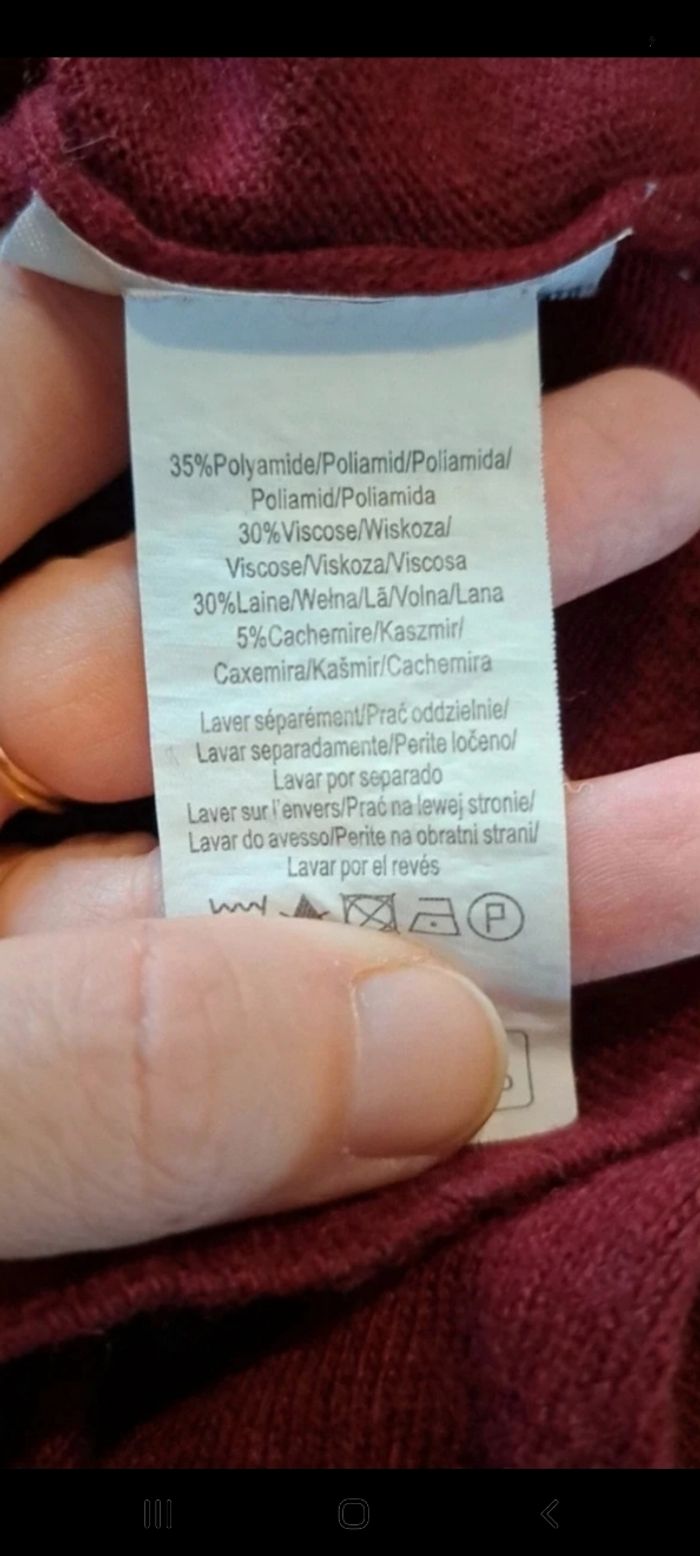 35%Polyamide/Poliamid/Poliamida/
Poliamid/Poliamida
30%Viscose/Wiskoza/
Viscose/Viskoza/Viscosa
30%Laine/Wełna/Lã/Volna/Lana
5%Cachemire/Kaszmir/
Caxemira/Kašmir/Cachemira
Laver séparément/Prać oddzielnie/
Lavar separadamente/Perite ločeno/
Lavar por separado
Laver sur l'envers/Prać na lewej stronie/
Lavar do avesso/Perite na obratni strani/
Lavar por el revés
P